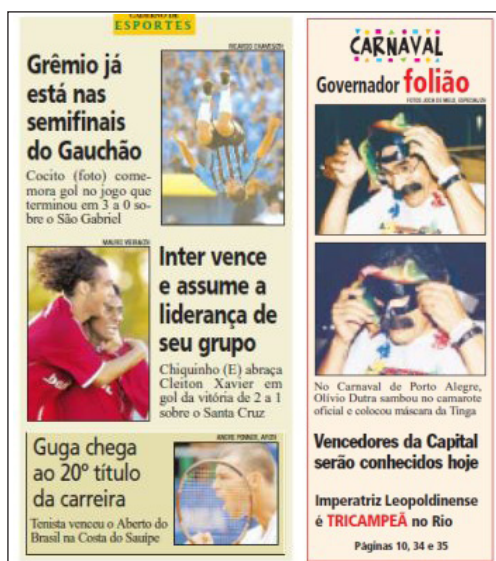 CADERNO DE
ESPORTES
RICARDO CHAVES/ZH
Grêmio já
está nas
semifinais
do Gauchão
Cocito (foto) come-
mora gol no jogo que
terminou em 3 a 0 so-
bre o São Gabriel
MAURO VIEIRA/ZH
Inter vence
e assume a
liderança de
seu grupo
Chiquinho (E) abraça
Cleiton Xavier em
gol da vitória de 2 a 1
sobre o Santa Cruz
Guga chega
ao 20º título
da carreira
Tenista venceu o Aberto do
Brasil na Costa do Sauípe
ANDRE PENNER, AP/ZH
CARNAVAL
Governador folião
FOTOS JOCA DE MELO, ESPECIAL/ZH
No Carnaval de Porto Alegre,
Olívio Dutra sambou no camarote
oficial e colocou máscara da Tinga
Vencedores da Capital
serão conhecidos hoje
Imperatriz Leopoldinense
é TRICAMPEÃ no Rio
Páginas 10, 34 e 35